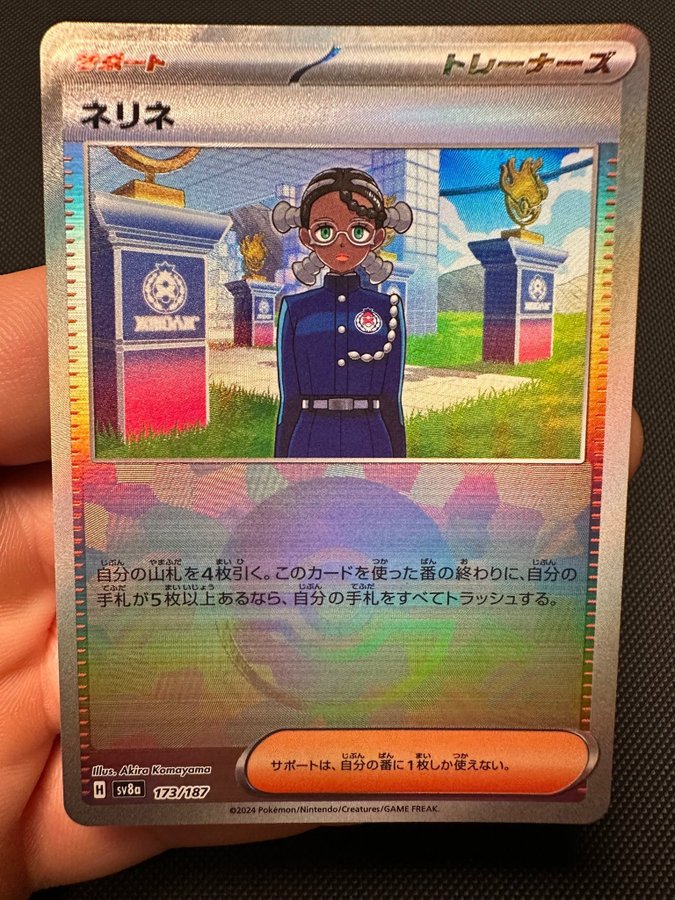 サポート
トレーナーズ
ネリネ
自分の山札を4枚引く。このカードを使った番の終わりに、自分の
手札が5枚以上あるなら、自分の手札をすべてトラッシュする。
Illus. Akira Komayama
サポートは、自分の番に1枚しか使えない。
H sv8a 173/187
©2024 Pokémon/Nintendo/Creatures/GAME FREAK.